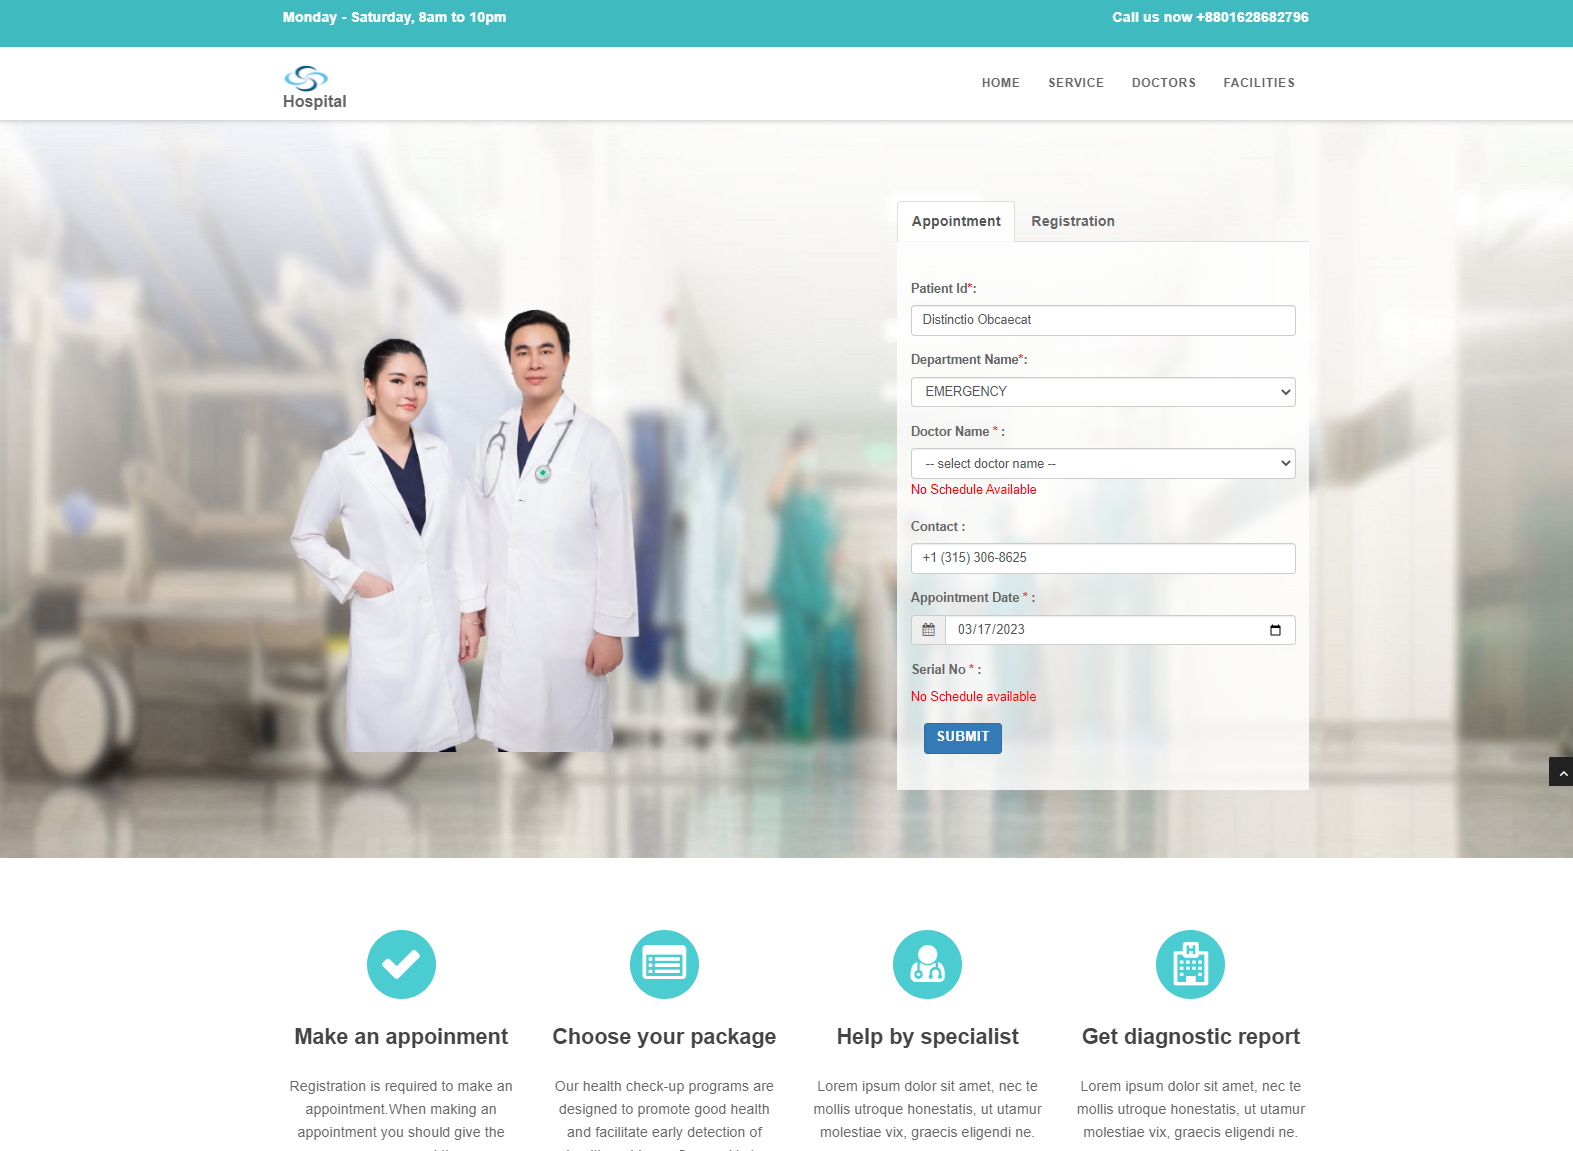 Monday - Saturday, 8am to 10pm
Call us now +8801628682796
Hospital
HOME
SERVICE
DOCTORS
FACILITIES
Appointment
Registration
Patient Id*:
Distinctio Obcaecat
Department Name*:
EMERGENCY
Doctor Name * :
-- select doctor name --
No Schedule Available
Contact :
+1 (315) 306-8625
Appointment Date * :
03/17/2023
Serial No * :
No Schedule available
SUBMIT
Make an appoinment
Registration is required to make an
appointment.When making an
appointment you should give the
Choose your package
Our health check-up programs are
designed to promote good health
and facilitate early detection of
Help by specialist
Lorem ipsum dolor sit amet, nec te
mollis utroque honestatis, ut utamur
molestiae vix, graecis eligendi ne.
Get diagnostic report
Lorem ipsum dolor sit amet, nec te
mollis utroque honestatis, ut utamur
molestiae vix, graecis eligendi ne.